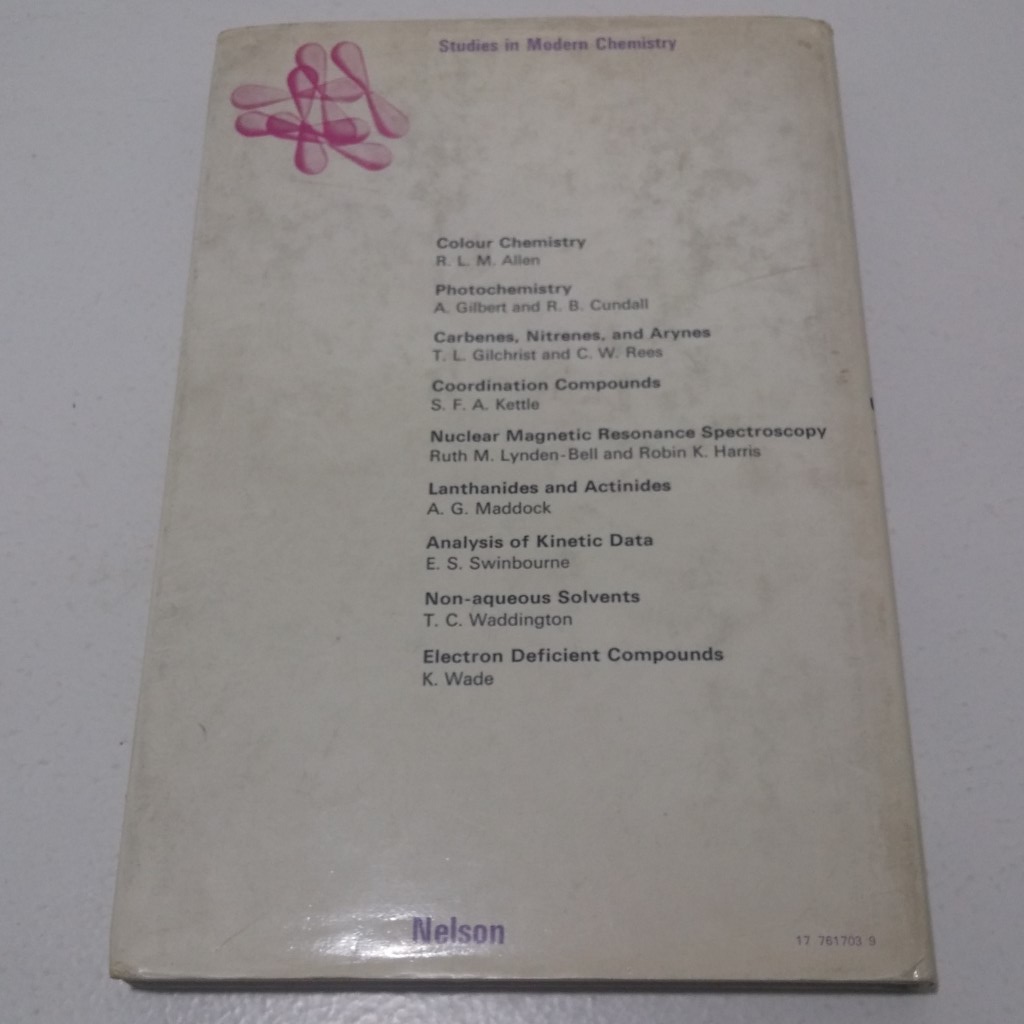 Studies in Modern Chemistry
Colour Chemistry
R. L. M. Allen
Photochemistry
A. Gilbert and R. B. Cundall
Carbenes, Nitrenes, and Arynes
T. L. Gilchrist and C. W. Rees
Coordination Compounds
S. F. A. Kettle
Nuclear Magnetic Resonance Spectroscopy
Ruth M. Lynden-Bell and Robin K. Harris
Lanthanides and Actinides
A. G. Maddock
Analysis of Kinetic Data
E. S. Swinbourne
Non-aqueous Solvents
T. C. Waddington
Electron Deficient Compounds
K. Wade
Nelson
17 761703 9